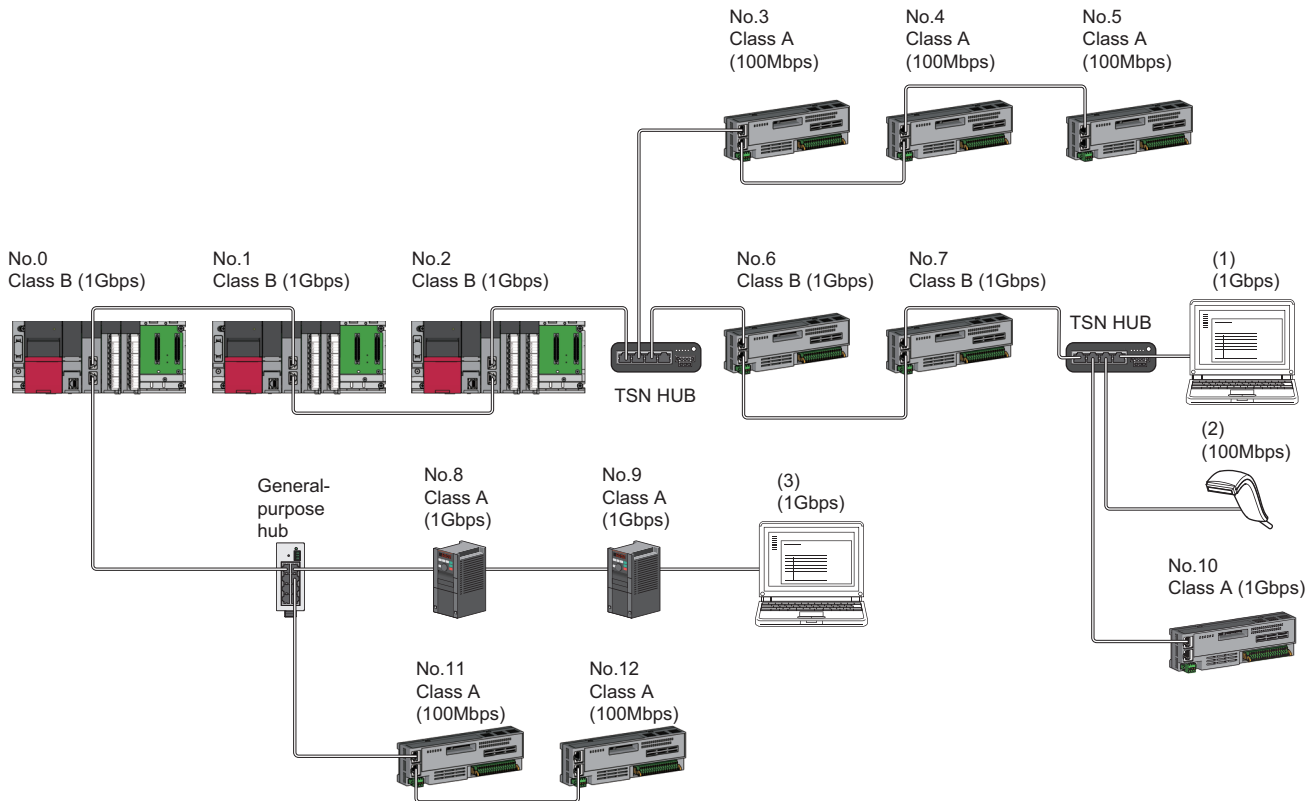 No.3
Class A
(100Mbps)
No.4
Class A
(100Mbps)
No.5
Class A
(100Mbps)
No.0
Class B (1Gbps)
No.1
Class B (1Gbps)
No.2
Class B (1Gbps)
No.6
Class B (1Gbps)
No.7
Class B (1Gbps)
(1)
(1Gbps)
TSN HUB
TSN HUB
(2)
(100Mbps)
General-
purpose
hub
No.8
Class A
(1Gbps)
No.9
Class A
(1Gbps)
(3)
(1Gbps)
No.10
Class A (1Gbps)
No.11
Class A
(100Mbps)
No.12
Class A
(100Mbps)